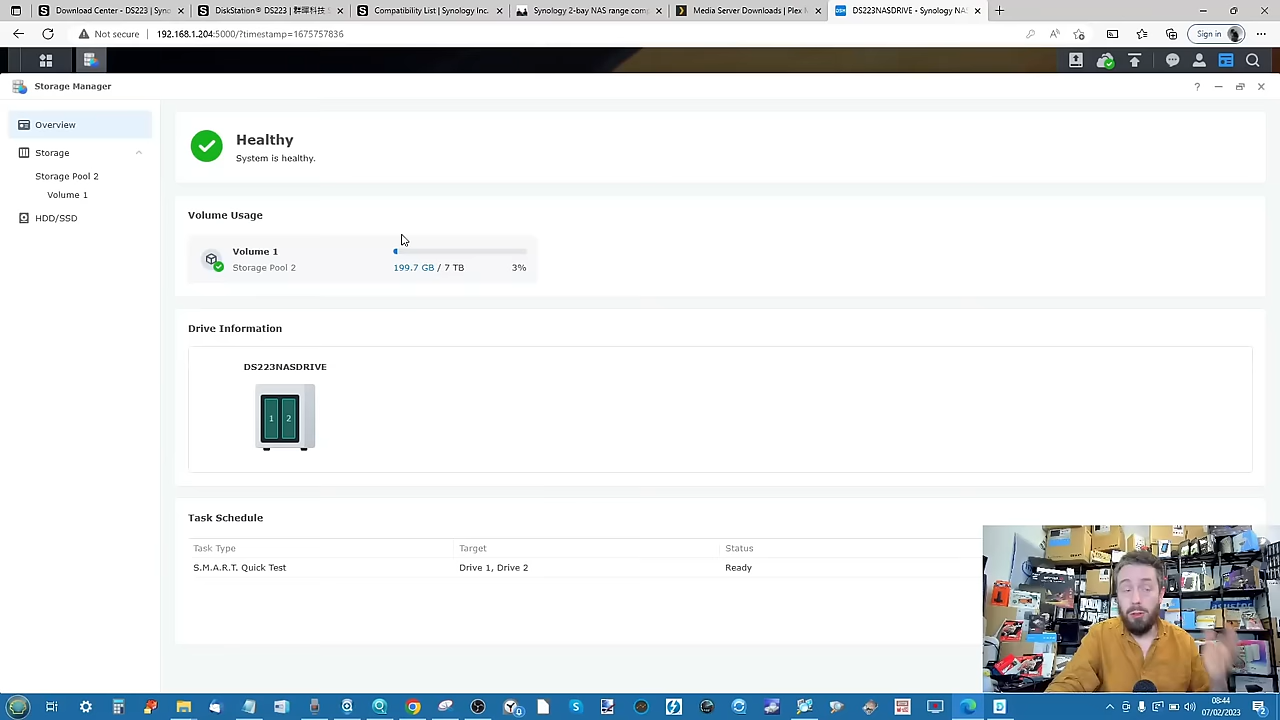 Download Center - DS223 | Syno
DiskStation® DS223 | 群暉科技 S
Compatibility List | Synology Inc.
Synology 2-bay NAS range com
Media Server Downloads | Plex M
DS223NASDRIVE • Synology NAS
Not secure
192.168.1.204:5000/?timestamp=1675757836
Sign in
Storage Manager
Overview
Storage
Storage Pool 2
Volume 1
HDD/SSD
Healthy
System is healthy.
Volume Usage
Volume 1
Storage Pool 2
199.7 GB / 7 TB
3%
Drive Information
DS223NASDRIVE
1 2
Task Schedule
Task Type
Target
Status
S.M.A.R.T. Quick Test
Drive 1, Drive 2
Ready
08:44
07/02/2023